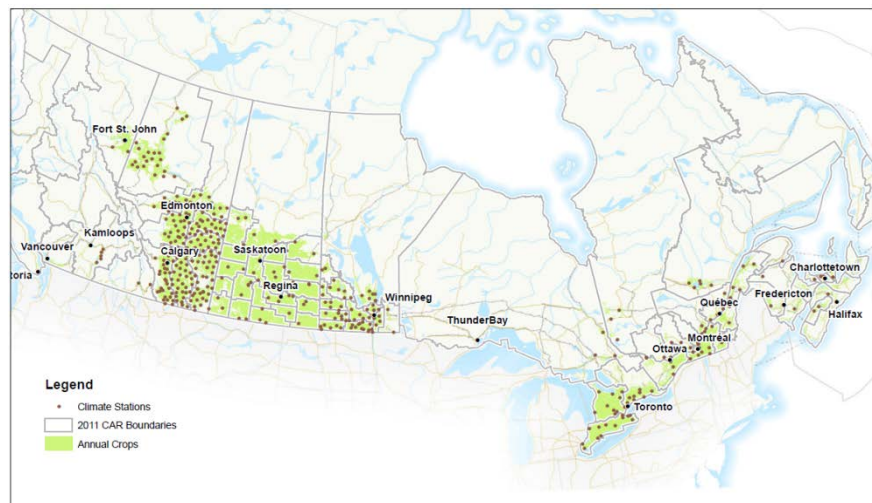 Fort St. John
Edmonton
Kamloops
Vancouver
toria
Calgary
Saskatoon
Regina
Winnipeg
ThunderBay
Charlottetown
Québec
Fredericton
Halifax
Montréal
Ottawa
Toronto
Legend
Climate Stations
2011 CAR Boundaries
Annual Crops